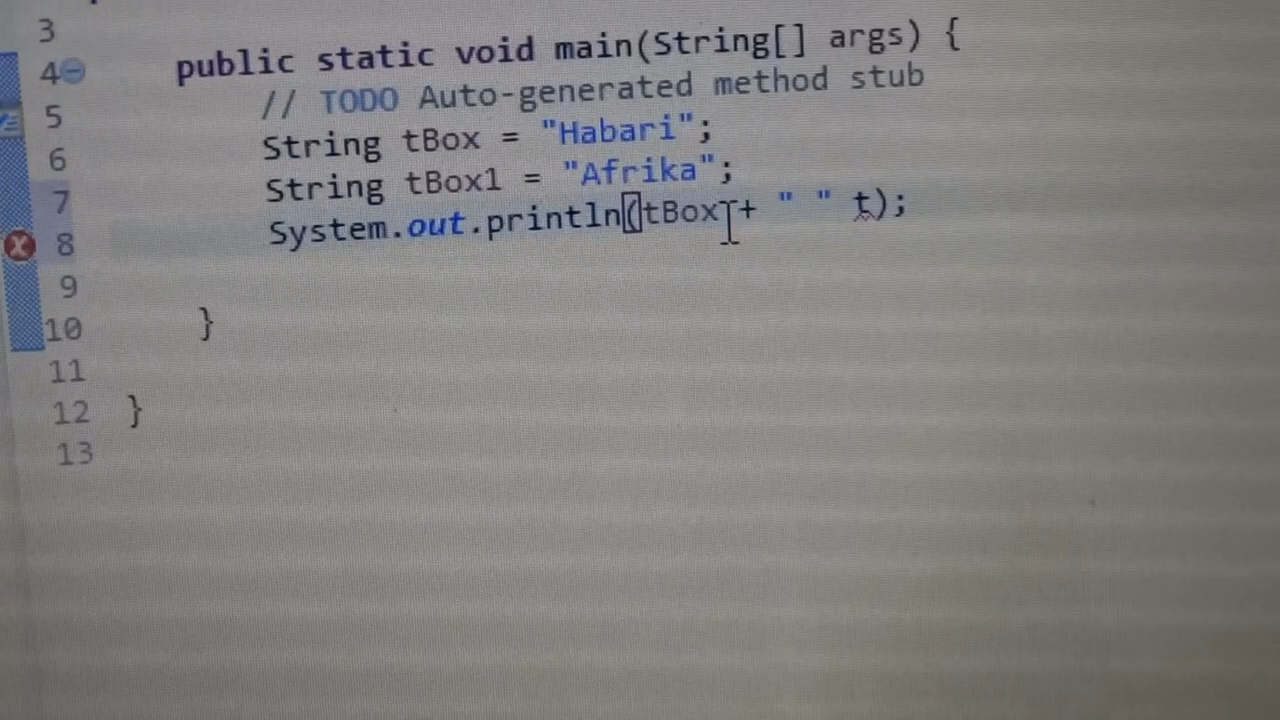 3
4 public static void main(String[] args) {
5 // TODO Auto-generated method stub
6 String tBox = "Habari";
7 String tBox1 = "Afrika";
8 System.out.println(tBox + " " t);
9
10 }
11
12 }
13